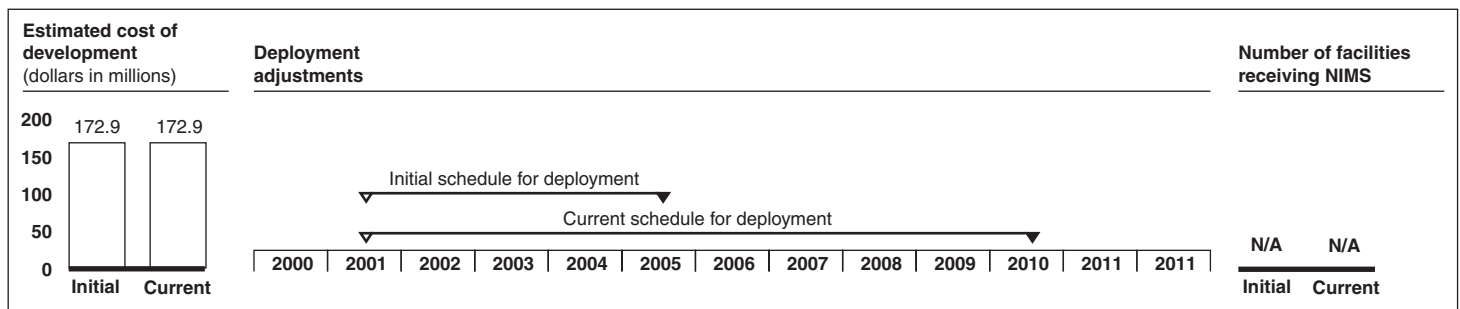 Estimated cost of
development
(dollars in millions)
200
150
100
50
0
172.9 172.9
Initial Current
Deployment
adjustments
Initial schedule for deployment
Current schedule for deployment
2000 2001 2002 2003 2004 2005 2006 2007 2008 2009 2010 2011 2011
Number of facilities
receiving NIMS
N/A N/A
Initial Current